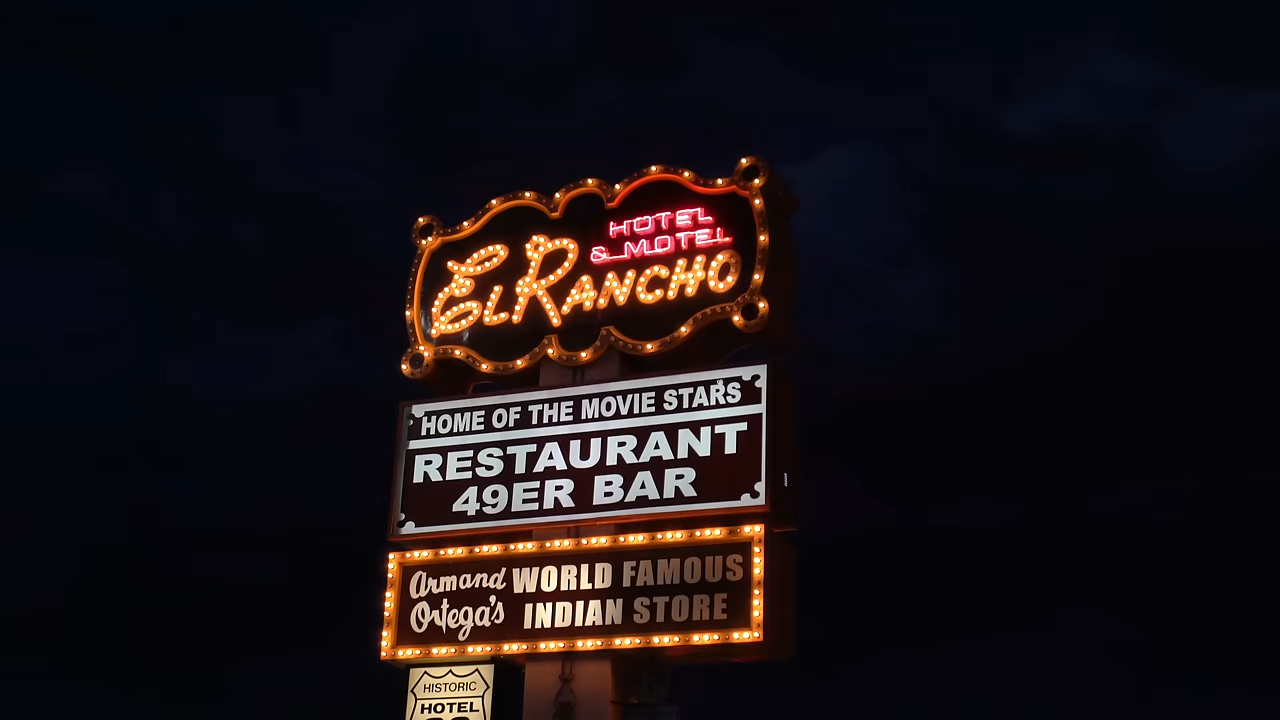 HOTEL
& MOTEL
EL RANCHO
HOME OF THE MOVIE STARS
RESTAURANT
49ER BAR
Armand Ortega's
WORLD FAMOUS
INDIAN STORE
HISTORIC
HOTEL